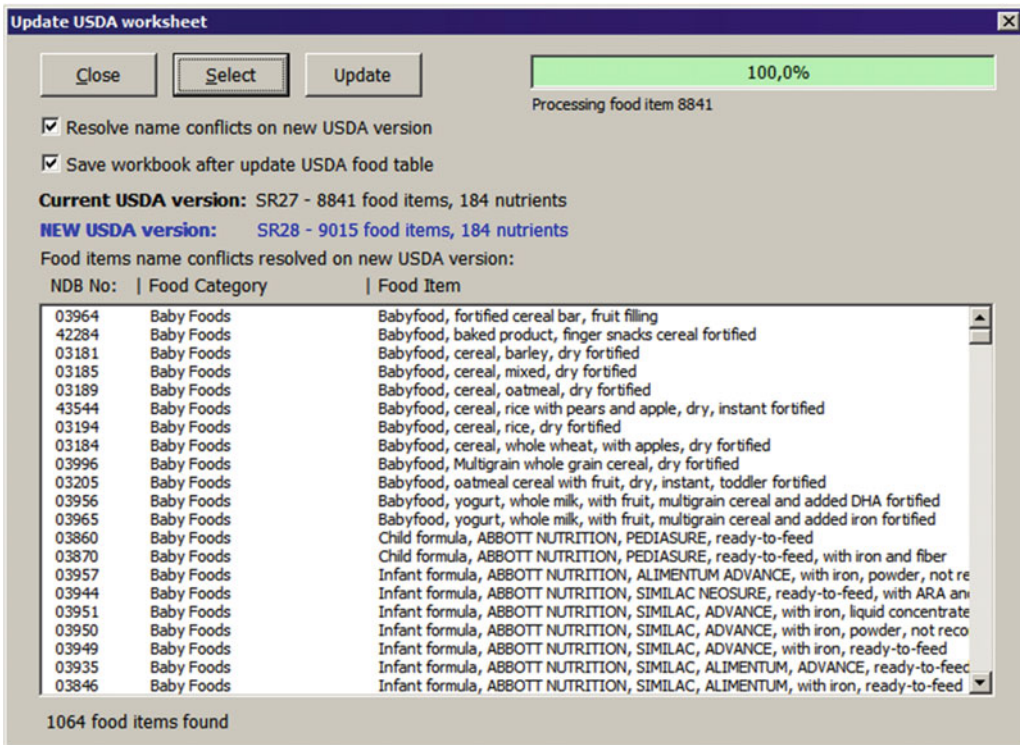 Update USDA worksheet
Close Select Update 100,0%
Processing food item 8841
Resolve name conflicts on new USDA version
Save workbook after update USDA food table
Current USDA version: SR27 - 8841 food items, 184 nutrients
NEW USDA version: SR28 - 9015 food items, 184 nutrients
Food items name conflicts resolved on new USDA version:
NDB No: | Food Category | Food Item
03964 Baby Foods Babyfood, fortified cereal bar, fruit filling
42284 Baby Foods Babyfood, baked product, finger snacks cereal fortified
03181 Baby Foods Babyfood, cereal, barley, dry fortified
03185 Baby Foods Babyfood, cereal, mixed, dry fortified
03189 Baby Foods Babyfood, cereal, oatmeal, dry fortified
43544 Baby Foods Babyfood, cereal, rice with pears and apple, dry, instant fortified
03194 Baby Foods Babyfood, cereal, rice, dry fortified
03184 Baby Foods Babyfood, cereal, whole wheat, with apples, dry fortified
03996 Baby Foods Babyfood, Multigrain whole grain cereal, dry fortified
03205 Baby Foods Babyfood, oatmeal cereal with fruit, dry, instant, toddler fortified
03956 Baby Foods Babyfood, yogurt, whole milk, with fruit, multigrain cereal and added DHA fortified
03965 Baby Foods Babyfood, yogurt, whole milk, with fruit, multigrain cereal and added iron fortified
03860 Baby Foods Child formula, ABBOTT NUTRITION, PEDIASURE, ready-to-feed
03870 Baby Foods Child formula, ABBOTT NUTRITION, PEDIASURE, ready-to-feed, with iron and fiber
03957 Baby Foods Infant formula, ABBOTT NUTRITION, ALIMENTUM ADVANCE, with iron, powder, not re
03944 Baby Foods Infant formula, ABBOTT NUTRITION, SIMILAC NEOSURE, ready-to-feed, with ARA an
03951 Baby Foods Infant formula, ABBOTT NUTRITION, SIMILAC, ADVANCE, with iron, liquid concentrate
03950 Baby Foods Infant formula, ABBOTT NUTRITION, SIMILAC, ADVANCE, with iron, powder, not reco
03949 Baby Foods Infant formula, ABBOTT NUTRITION, SIMILAC, ADVANCE, with iron, ready-to-feed
03935 Baby Foods Infant formula, ABBOTT NUTRITION, SIMILAC, ALIMENTUM, ADVANCE, ready-to-feed
03846 Baby Foods Infant formula, ABBOTT NUTRITION, SIMILAC, ALIMENTUM, with iron, ready-to-feed
1064 food items found